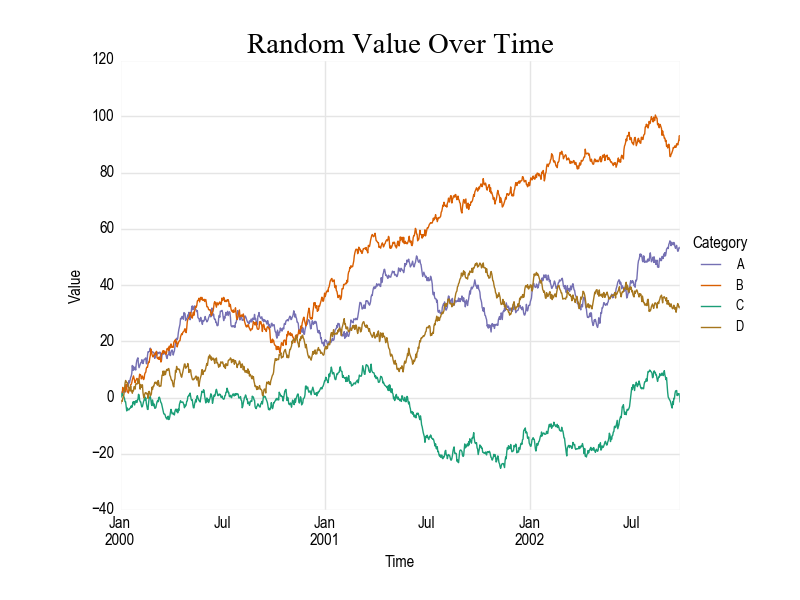 Random Value Over Time
120
100
80
60
40
20
0
−20
−40
Value
Jan
2000
Jul
Jan
2001
Jul
Jan
2002
Jul
Time
Category
A
B
C
D